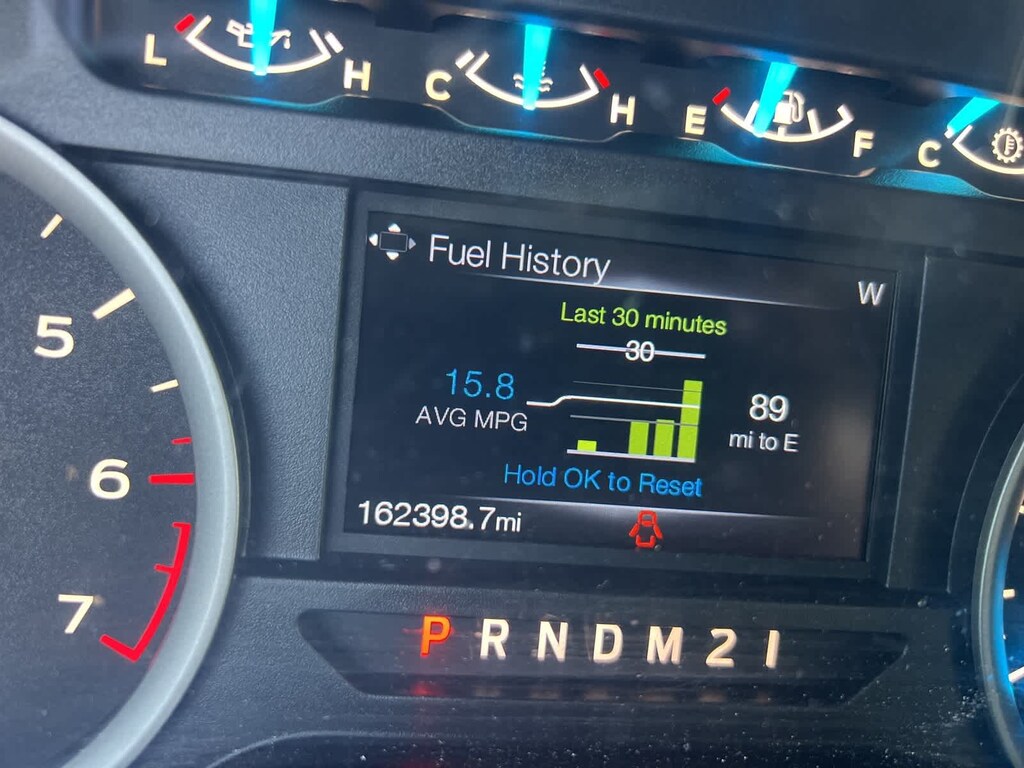 L H C H E F C
Fuel History
W
Last 30 minutes
30
15.8
AVG MPG
89
mi to E
Hold OK to Reset
162398.7mi
5
6
7
P R N D M 2 1